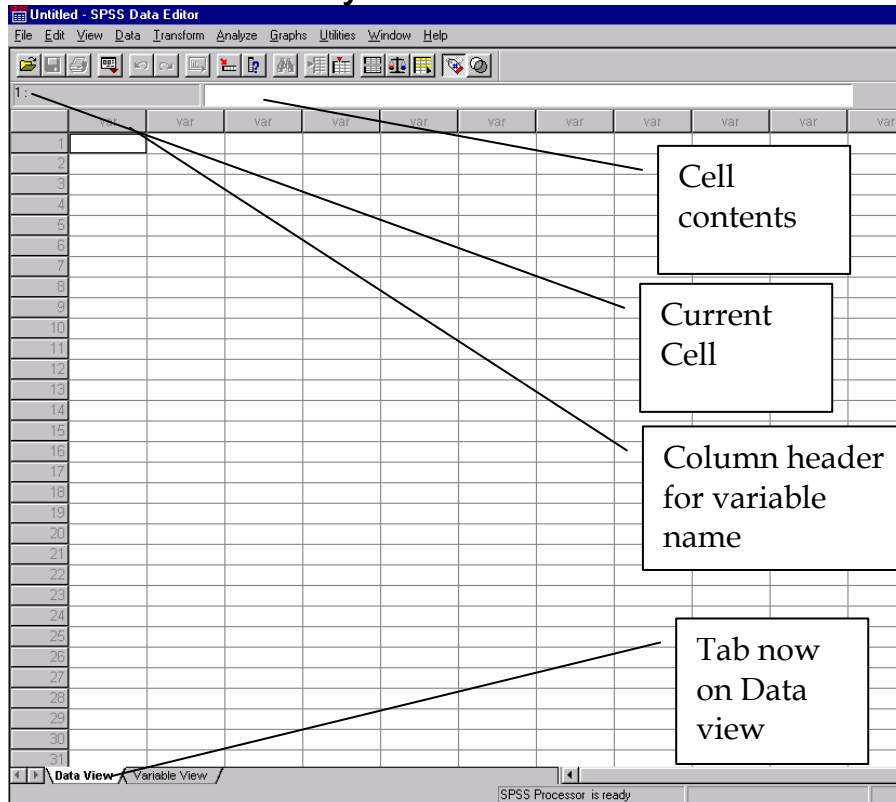 Untitled - SPSS Data Editor
File Edit View Data Transform Analyze Graphs Utilities Window Help
1 :
var var var var var var var var var var var
1
2
3
4
5
6
7
8
9
10
11
12
13
14
15
16
17
18
19
20
21
22
23
24
25
26
27
28
29
30
31
Cell
contents
Current
Cell
Column header
for variable
name
Tab now
on Data
view
Data View Variable View
SPSS Processor is ready